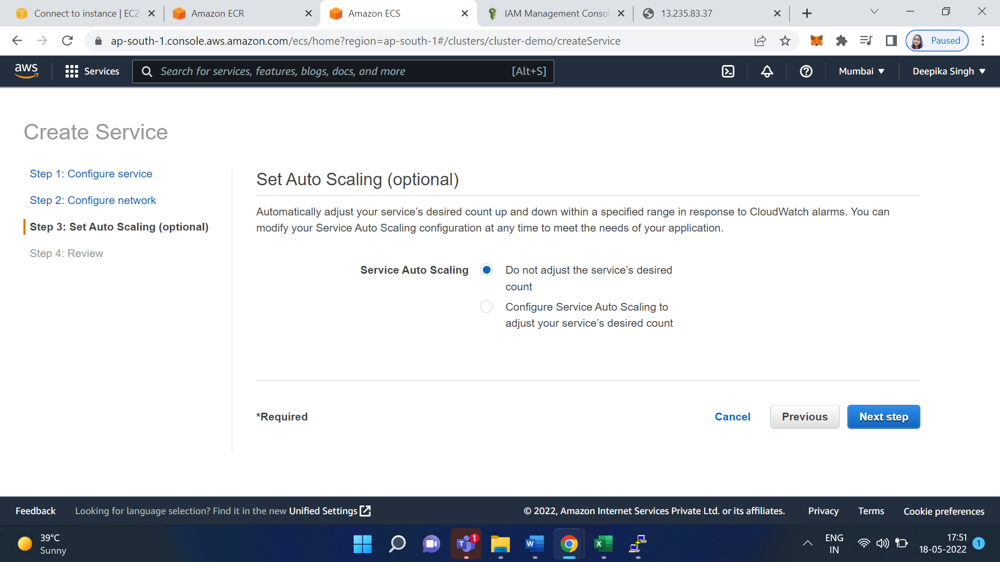 Connect to instance | EC2
Amazon ECR
Amazon ECS
IAM Management Consol
13.235.83.37
ap-south-1.console.aws.amazon.com/ecs/home?region=ap-south-1#/clusters/cluster-demo/createService
Paused
aws
Services
Search for services, features, blogs, docs, and more
[Alt+S]
Mumbai
Deepika Singh
Create Service
Step 1: Configure service
Step 2: Configure network
Step 3: Set Auto Scaling (optional)
Step 4: Review
Set Auto Scaling (optional)
Automatically adjust your service’s desired count up and down within a specified range in response to CloudWatch alarms. You can
modify your Service Auto Scaling configuration at any time to meet the needs of your application.
Service Auto Scaling
Do not adjust the service’s desired
count
Configure Service Auto Scaling to
adjust your service’s desired count
*Required
Cancel
Previous
Next step
Feedback
Looking for language selection? Find it in the new Unified Settings
© 2022, Amazon Internet Services Private Ltd. or its affiliates.
Privacy
Terms
Cookie preferences
39°C
Sunny
T
1
W
X
ENG
IN
17:51
18-05-2022
1